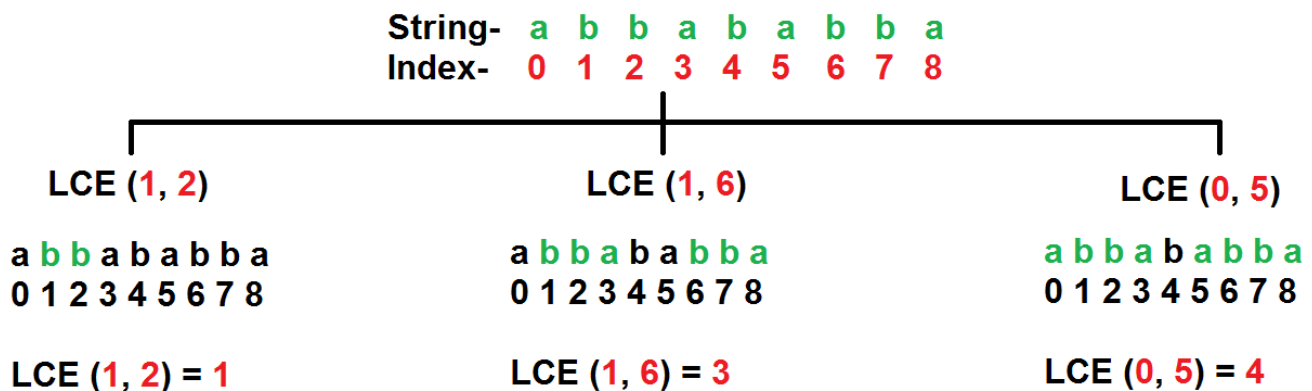 String- a b b a b a b b a
Index- 0 1 2 3 4 5 6 7 8
LCE (1, 2)
LCE (1, 6)
LCE (0, 5)
a b b a b a b b a
0 1 2 3 4 5 6 7 8
a b b a b a b b a
0 1 2 3 4 5 6 7 8
a b b a b a b b a
0 1 2 3 4 5 6 7 8
LCE (1, 2) = 1
LCE (1, 6) = 3
LCE (0, 5) = 4